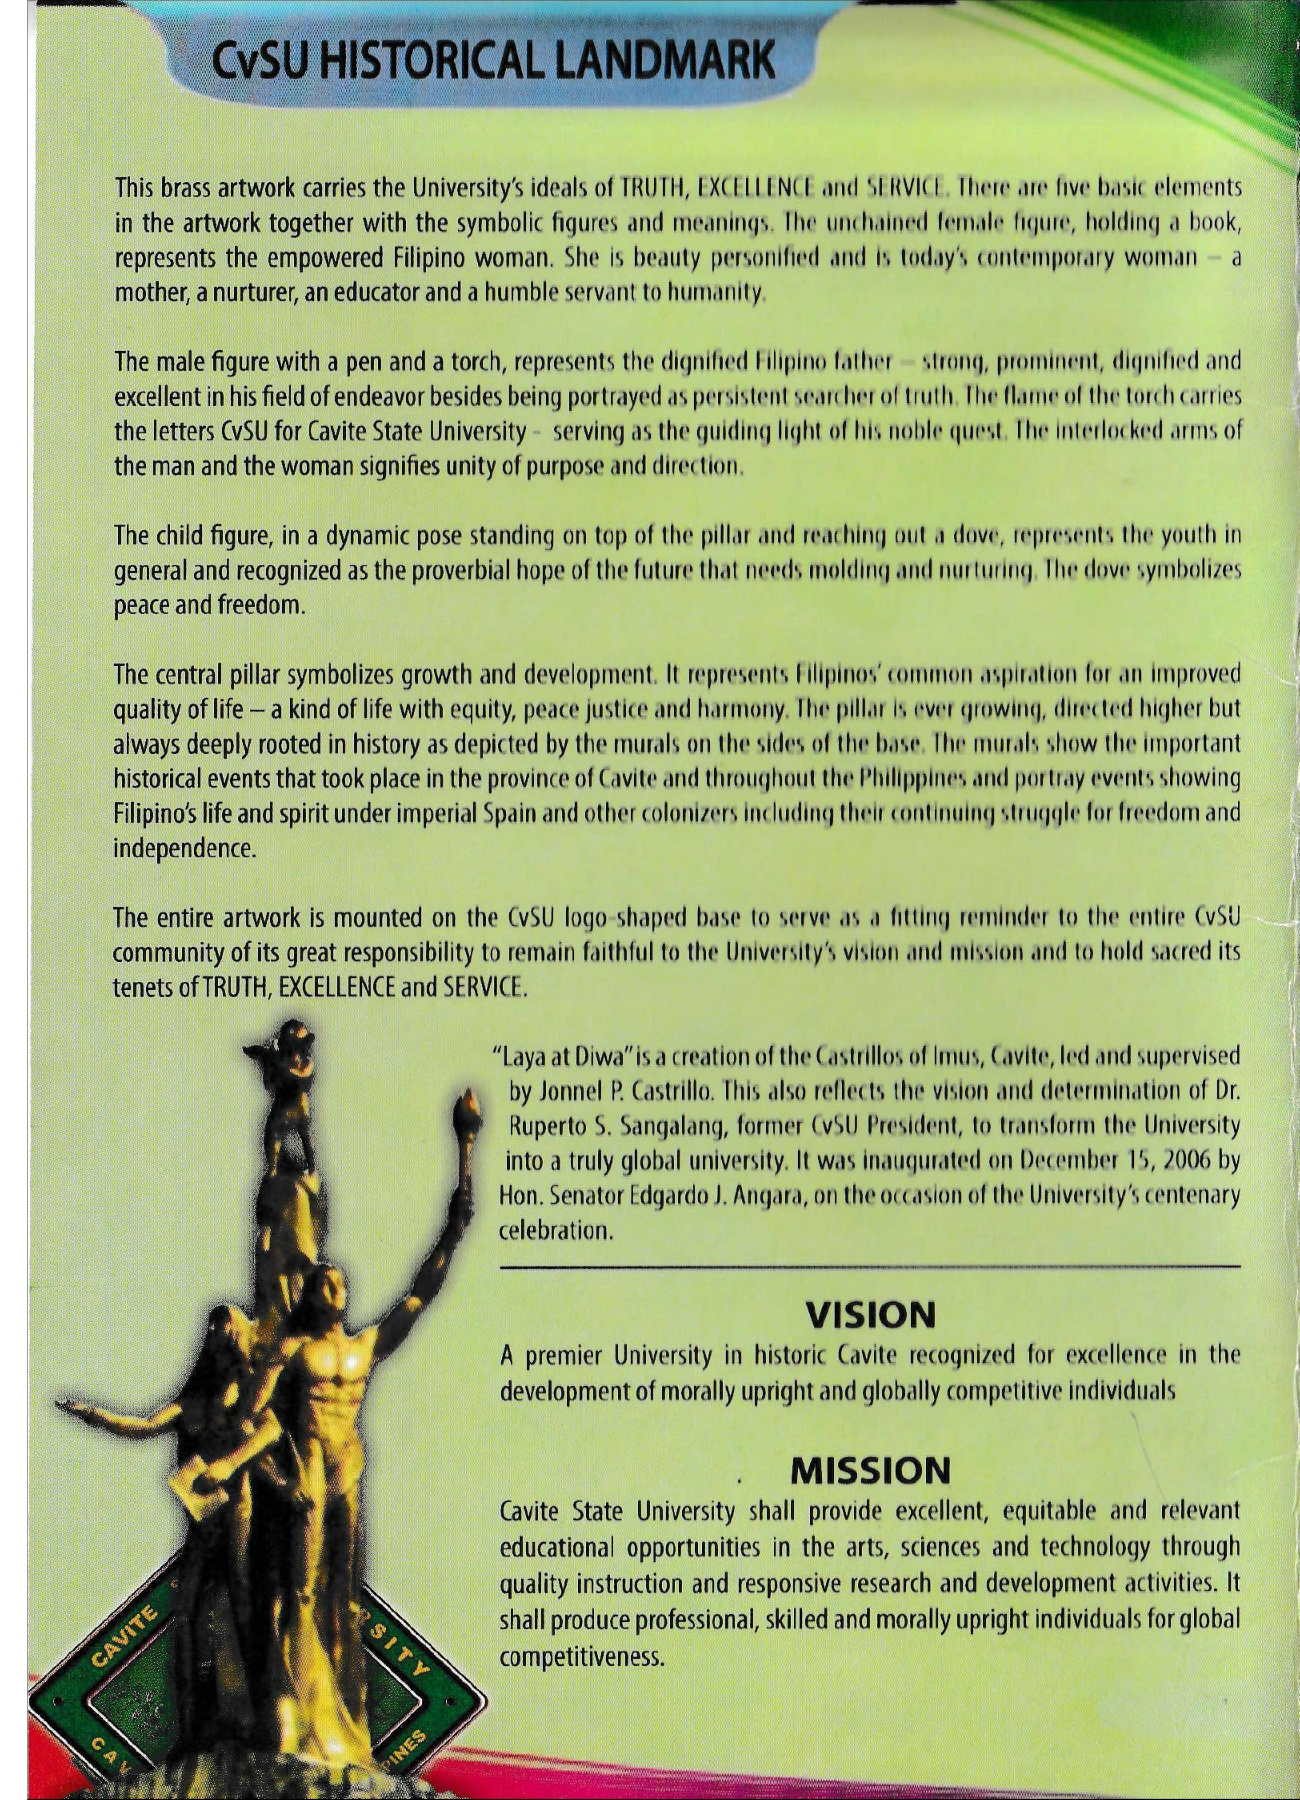 CvSU HISTORICAL LANDMARK
This brass artwork carries the University's ideals of TRUTH, EXCELLENCE and SERVICE. There are five basic elements
in the artwork together with the symbolic figures and meanings. The unchained female figure, holding a book,
represents the empowered Filipino woman. She is beauty personified and is today's contemporary woman – a
mother, a nurturer, an educator and a humble servant to humanity.
The male figure with a pen and a torch, represents the dignified Filipino father – strong, prominent, dignified and
excellent in his field of endeavor besides being portrayed as persistent searcher of truth. The flame of the torch carries
the letters CvSU for Cavite State University - serving as the guiding light of his noble quest. The interlocked arms of
the man and the woman signifies unity of purpose and direction.
The child figure, in a dynamic pose standing on top of the pillar and reaching out a dove, represents the youth in
general and recognized as the proverbial hope of the future that needs molding and nurturing. The dove symbolizes
peace and freedom.
The central pillar symbolizes growth and development. It represents Filipinos' common aspiration for an improved
quality of life – a kind of life with equity, peace justice and harmony. The pillar is ever growing, directed higher but
always deeply rooted in history as depicted by the murals on the sides of the base. The murals show the important
historical events that took place in the province of Cavite and throughout the Philippines and portray events showing
Filipino's life and spirit under imperial Spain and other colonizers including their continuing struggle for freedom and
independence.
The entire artwork is mounted on the CvSU logo-shaped base to serve as a fitting reminder to the entire CvSU
community of its great responsibility to remain faithful to the University's vision and mission and to hold sacred its
tenets of TRUTH, EXCELLENCE and SERVICE.
"Laya at Diwa" is a creation of the Castrillos of Imus, Cavite, led and supervised
by Jonnel P. Castrillo. This also reflects the vision and determination of Dr.
Ruperto S. Sangalang, former CvSU President, to transform the University
into a truly global university. It was inaugurated on December 15, 2006 by
Hon. Senator Edgardo J. Angara, on the occasion of the University's centenary
celebration.
VISION
A premier University in historic Cavite recognized for excellence in the
development of morally upright and globally competitive individuals
MISSION
Cavite State University shall provide excellent, equitable and relevant
educational opportunities in the arts, sciences and technology through
quality instruction and responsive research and development activities. It
shall produce professional, skilled and morally upright individuals for global
competitiveness.
CAVITE
RSITY
CAV
PINES